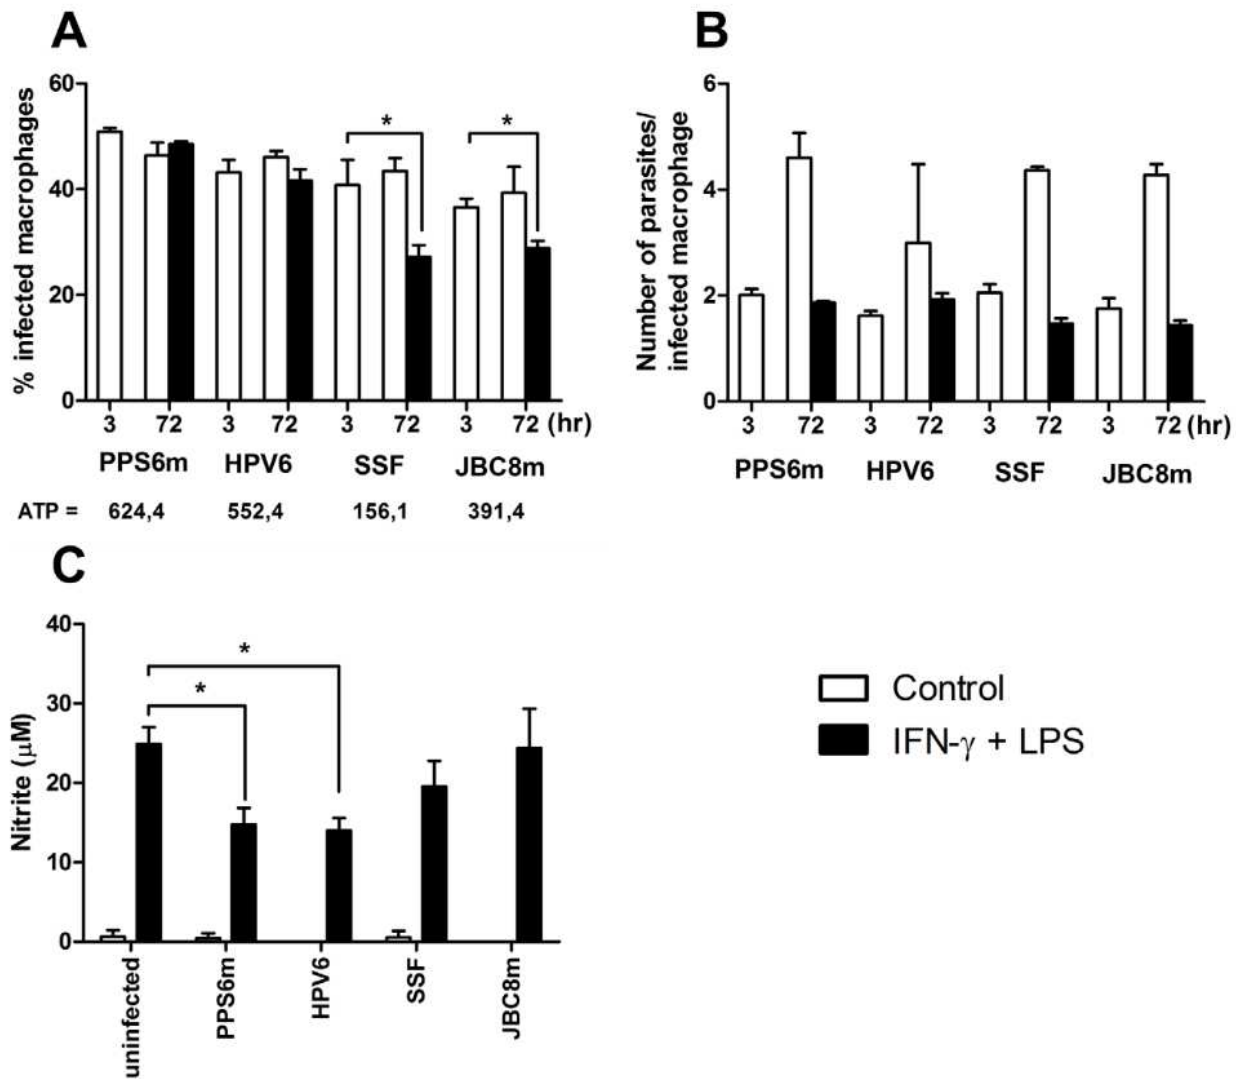 A
% infected macrophages
60
40
20
0
* *
3 72 3 72 3 72 3 72 (hr)
PPS6m HPV6 SSF JBC8m
ATP = 624,4 552,4 156,1 391,4
B
Number of parasites/
infected macrophage
6
4
2
0
3 72 3 72 3 72 3 72 (hr)
PPS6m HPV6 SSF JBC8m
C
Nitrite (μM)
40
30
20
10
0
*
*
uninfected
PPS6m
HPV6
SSF
JBC8m
Control
IFN-γ + LPS